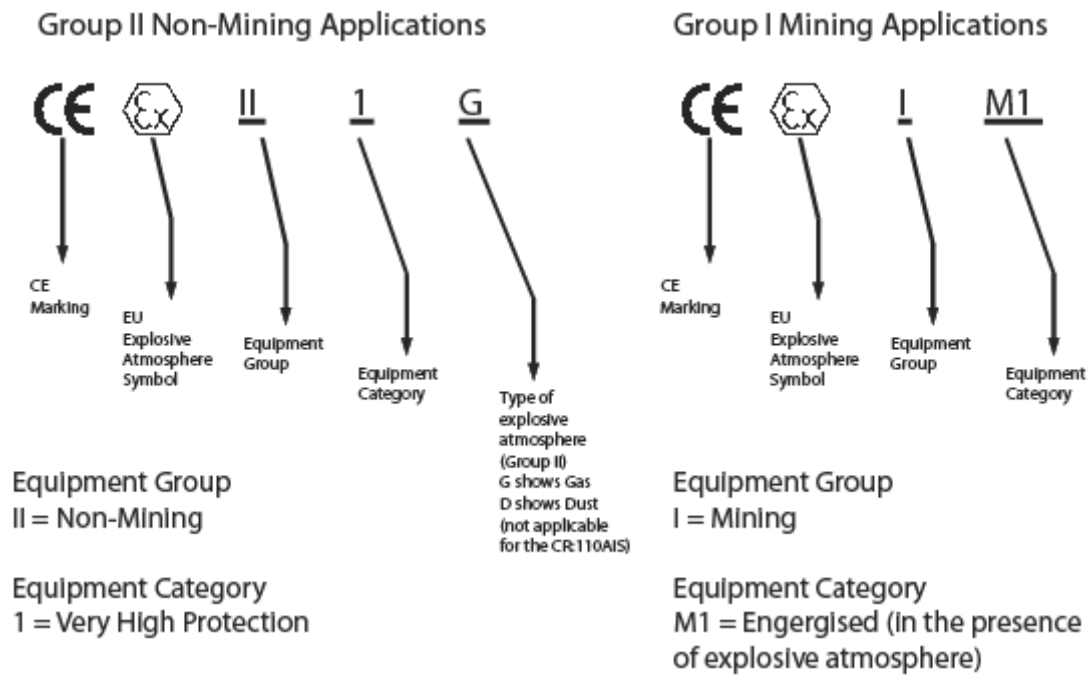 Group II Non-Mining Applications
CE Ex II 1 G
CE
Marking
EU
Explosive
Atmosphere
Symbol
Equipment
Group
Equipment
Category
Type of
explosive
atmosphere
(Group II)
G shows Gas
D shows Dust
(not applicable
for the CR:110AIS)
Equipment Group
II = Non-Mining
Equipment Category
1 = Very High Protection
Group I Mining Applications
CE Ex I M1
CE
Marking
EU
Explosive
Atmosphere
Symbol
Equipment
Group
Equipment
Category
Equipment Group
I = Mining
Equipment Category
M1 = Engergised (in the presence
of explosive atmosphere)